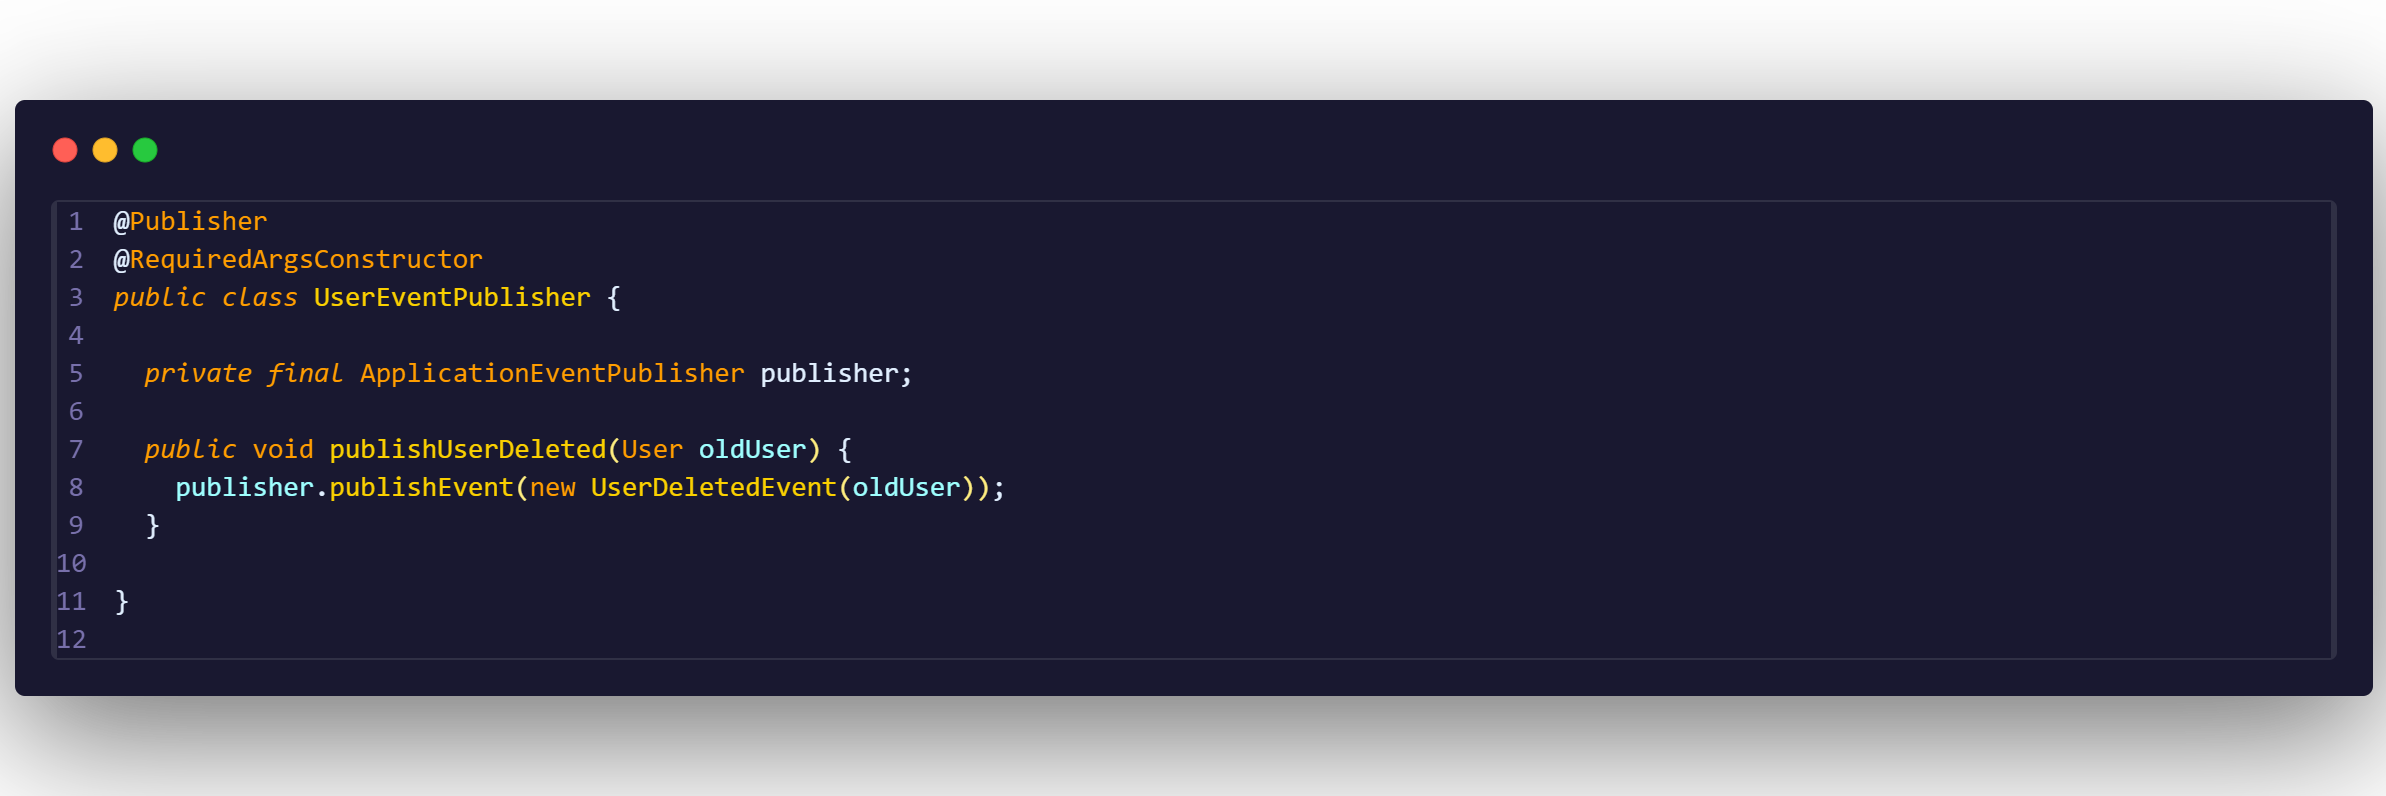 1 @Publisher
2 @RequiredArgsConstructor
3 public class UserEventPublisher {
4
5   private final ApplicationEventPublisher publisher;
6
7   public void publishUserDeleted(User oldUser) {
8     publisher.publishEvent(new UserDeletedEvent(oldUser));
9   }
10
11 }
12